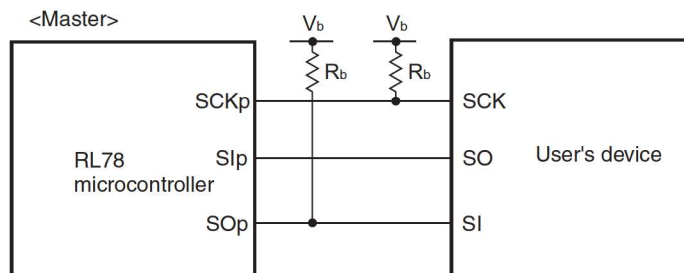 <Master>
Vb Vb
Rb Rb
SCKp SCK
RL78 microcontroller
SIp SO
User's device
SOp SI